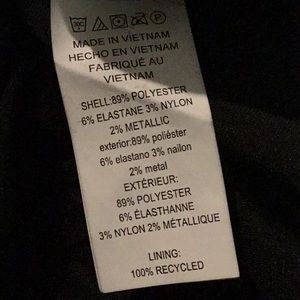 MADE IN VIETNAM
HECHO EN VIETNAM
FABRIQUÉ AU
VIETNAM
SHELL:89% POLYESTER
6% ELASTANE 3% NYLON
2% METALLIC
exterior:89% poliéster
6% elastano 3% nailon
2% metal
EXTÉRIEUR:
89% POLYESTER
6% ÉLASTHANNE
3% NYLON 2% MÉTALLIQUE
LINING:
100% RECYCLED